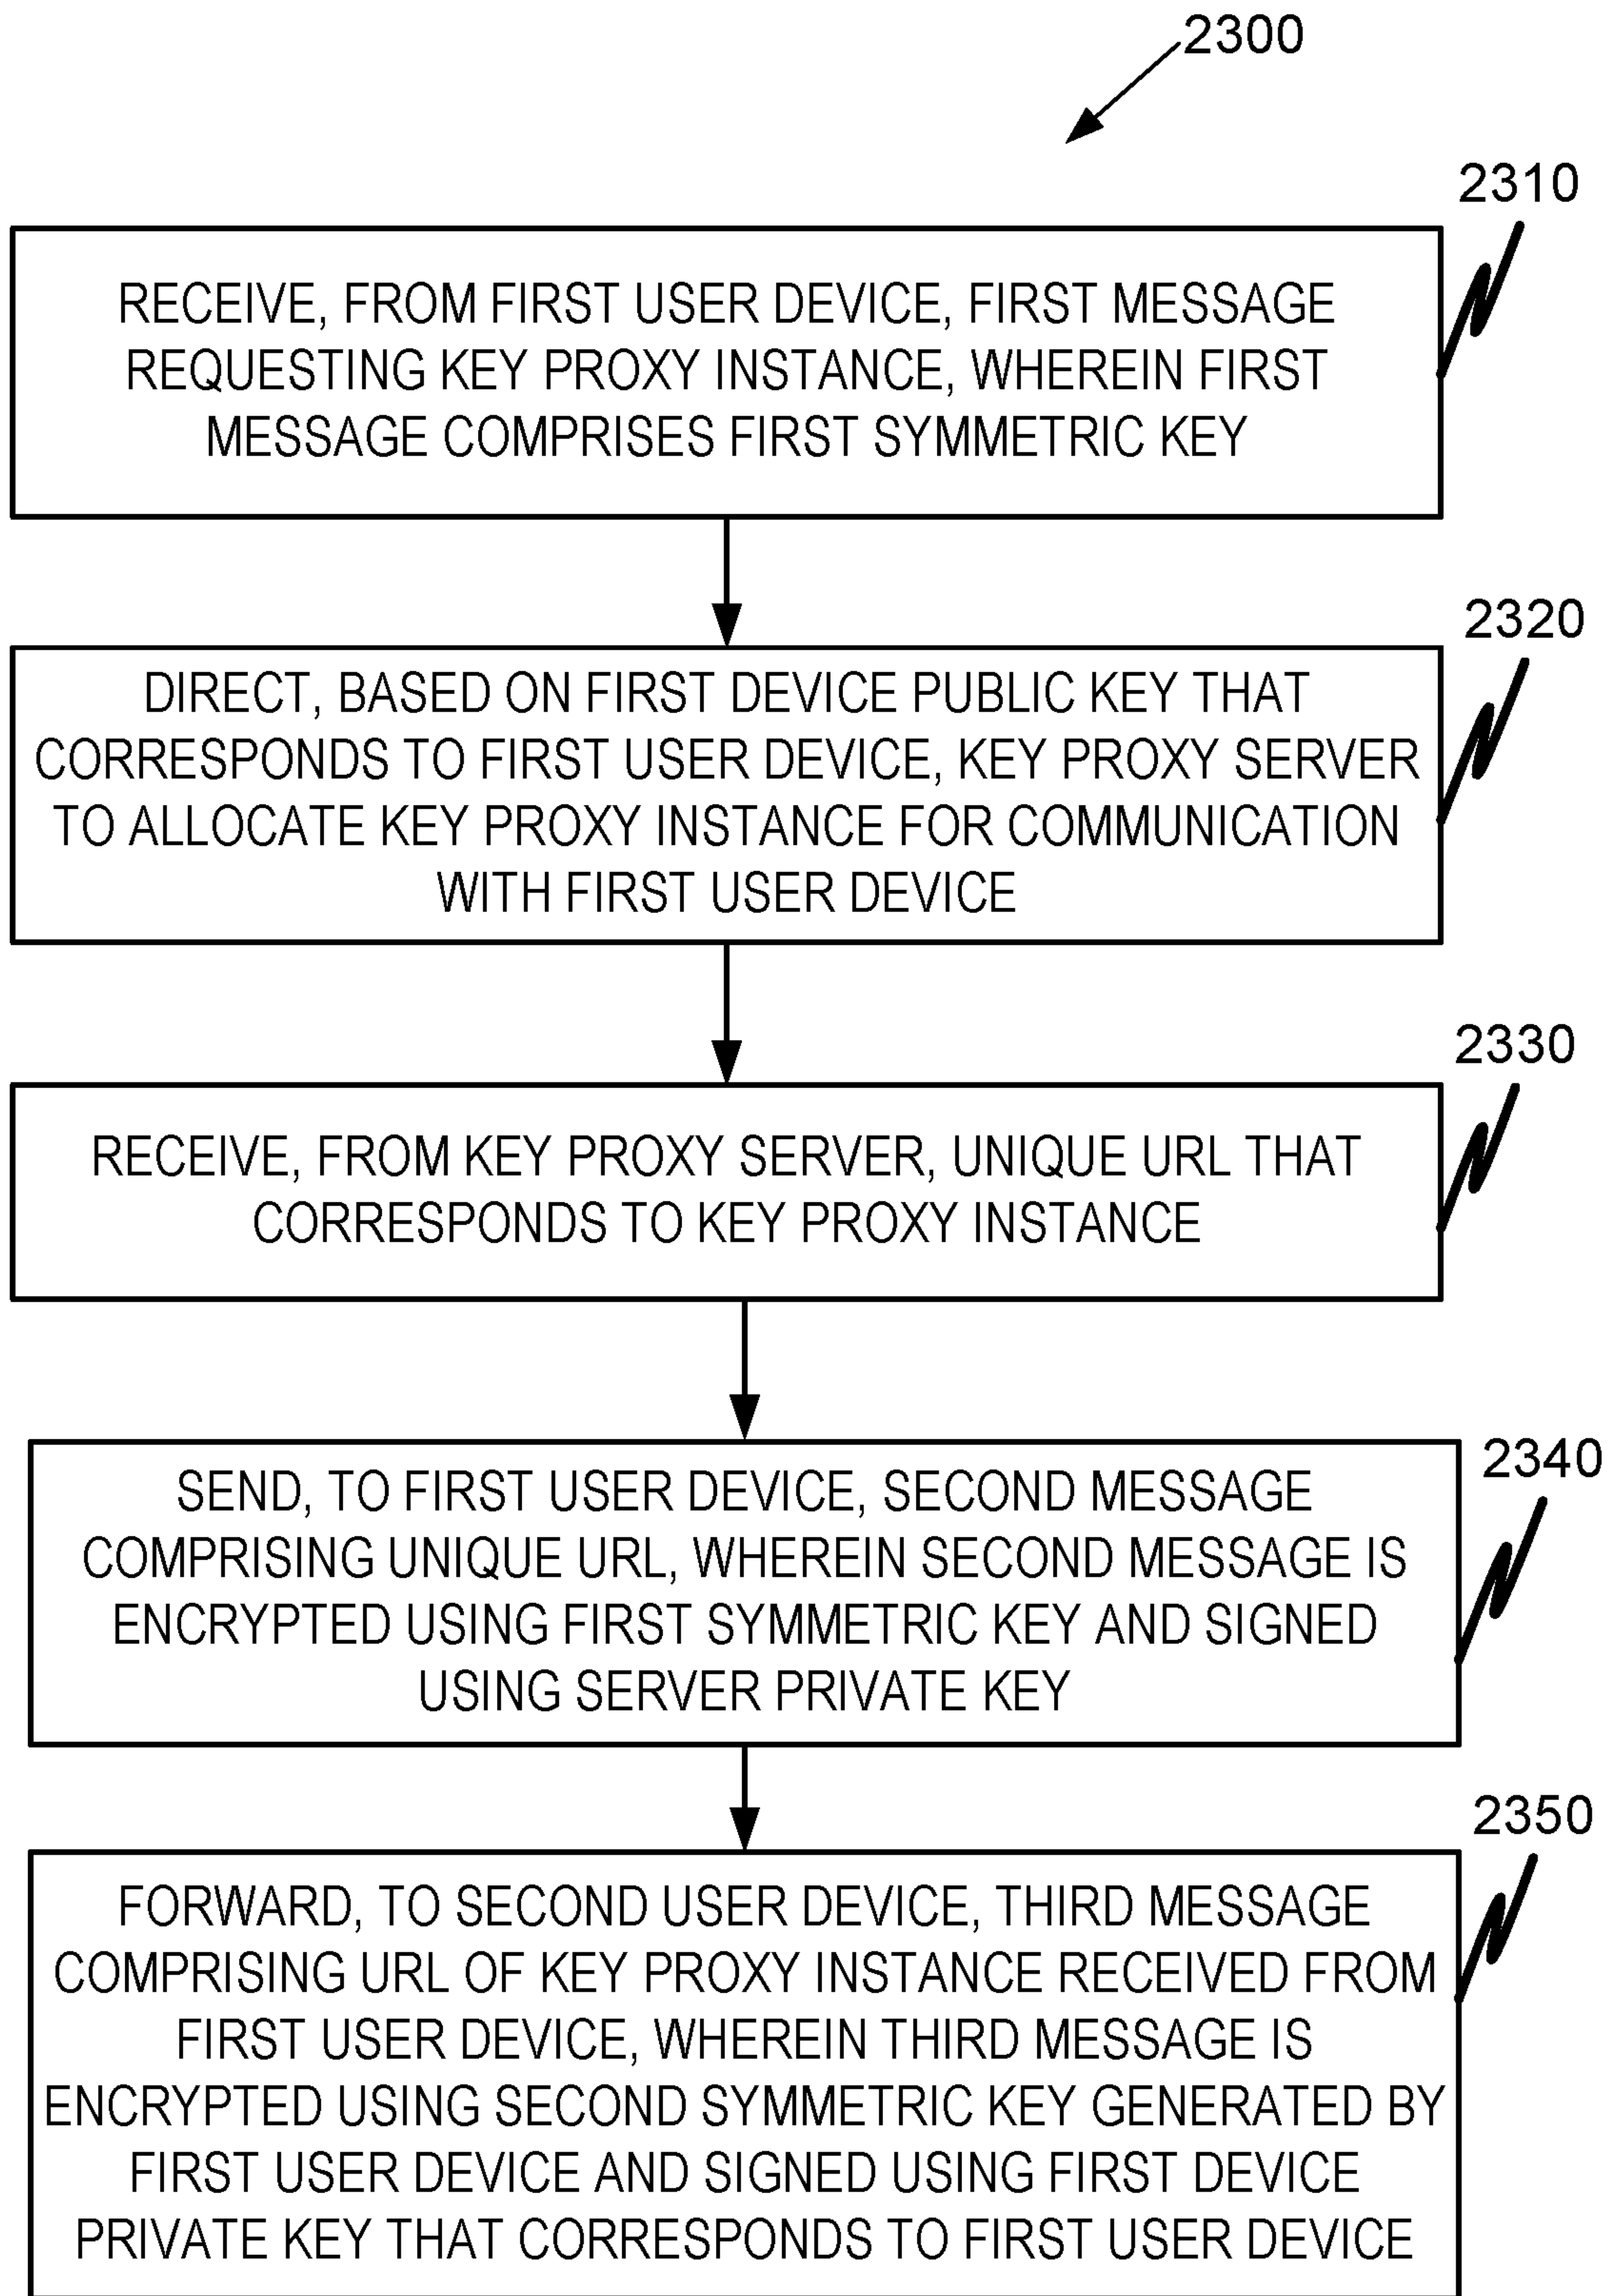 2300
2310
RECEIVE, FROM FIRST USER DEVICE, FIRST MESSAGE
REQUESTING KEY PROXY INSTANCE, WHEREIN FIRST
MESSAGE COMPRISES FIRST SYMMETRIC KEY
2320
DIRECT, BASED ON FIRST DEVICE PUBLIC KEY THAT
CORRESPONDS TO FIRST USER DEVICE, KEY PROXY SERVER
TO ALLOCATE KEY PROXY INSTANCE FOR COMMUNICATION
WITH FIRST USER DEVICE
2330
RECEIVE, FROM KEY PROXY SERVER, UNIQUE URL THAT
CORRESPONDS TO KEY PROXY INSTANCE
2340
SEND, TO FIRST USER DEVICE, SECOND MESSAGE
COMPRISING UNIQUE URL, WHEREIN SECOND MESSAGE IS
ENCRYPTED USING FIRST SYMMETRIC KEY AND SIGNED
USING SERVER PRIVATE KEY
2350
FORWARD, TO SECOND USER DEVICE, THIRD MESSAGE
COMPRISING URL OF KEY PROXY INSTANCE RECEIVED FROM
FIRST USER DEVICE, WHEREIN THIRD MESSAGE IS
ENCRYPTED USING SECOND SYMMETRIC KEY GENERATED BY
FIRST USER DEVICE AND SIGNED USING FIRST DEVICE
PRIVATE KEY THAT CORRESPONDS TO FIRST USER DEVICE